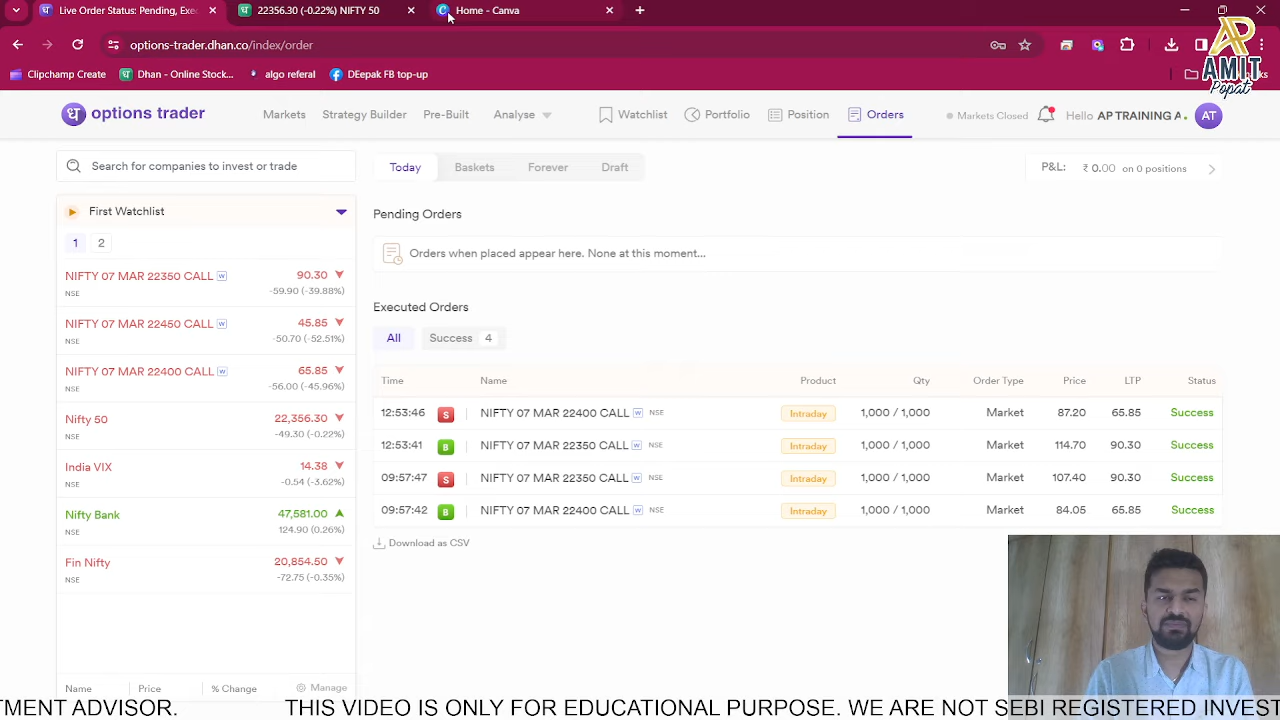 Live Order Status: Pending, Exe
22356.30 (-0.22%) NIFTY 50
Home - Canva
options-trader.dhan.co/index/order
Clipchamp Create
Dhan - Online Stock...
algo referal
DEepak FB top-up
AP
AMIT
Popat
options trader
Markets
Strategy Builder
Pre-Built
Analyse
Watchlist
Portfolio
Position
Orders
Markets Closed
Hello AP TRAINING A
AT
Search for companies to invest or trade
Today
Baskets
Forever
Draft
P&L: ₹ 0.00 on 0 positions
First Watchlist
1 2
NIFTY 07 MAR 22350 CALL W 90.30
NSE -59.90 (-39.88%)
NIFTY 07 MAR 22450 CALL W 45.85
NSE -50.70 (-52.51%)
NIFTY 07 MAR 22400 CALL W 65.85
NSE -56.00 (-45.96%)
Nifty 50 22,356.30
NSE -49.30 (-0.22%)
India VIX 14.38
NSE -0.54 (-3.62%)
Nifty Bank 47,581.00
NSE 124.90 (0.26%)
Fin Nifty 20,854.50
NSE -72.75 (-0.35%)
Name Price % Change Manage
Pending Orders
Orders when placed appear here. None at this moment...
Executed Orders
All Success 4
Time Name Product Qty Order Type Price LTP Status
12:53:46 S NIFTY 07 MAR 22400 CALL W NSE Intraday 1,000 / 1,000 Market 87.20 65.85 Success
12:53:41 B NIFTY 07 MAR 22350 CALL W NSE Intraday 1,000 / 1,000 Market 114.70 90.30 Success
09:57:47 S NIFTY 07 MAR 22350 CALL W NSE Intraday 1,000 / 1,000 Market 107.40 90.30 Success
09:57:42 B NIFTY 07 MAR 22400 CALL W NSE Intraday 1,000 / 1,000 Market 84.05 65.85 Success
Download as CSV
TMENT ADVISOR. THIS VIDEO IS ONLY FOR EDUCATIONAL PURPOSE. WE ARE NOT SEBI REGISTERED INVEST